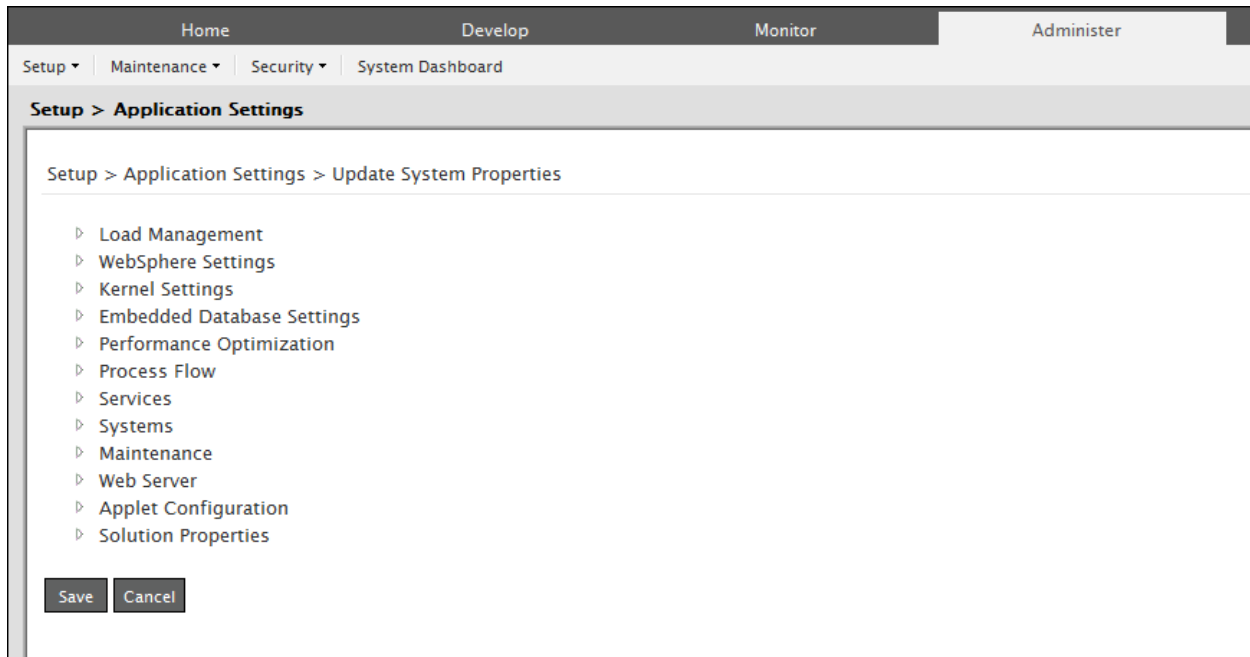 Home Develop Monitor Administer
Setup Maintenance Security System Dashboard
Setup > Application Settings
Setup > Application Settings > Update System Properties
Load Management
WebSphere Settings
Kernel Settings
Embedded Database Settings
Performance Optimization
Process Flow
Services
Systems
Maintenance
Web Server
Applet Configuration
Solution Properties
Save Cancel